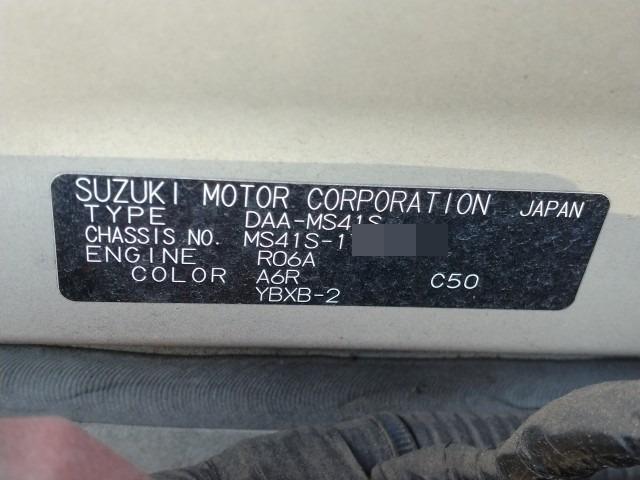 SUZUKI MOTOR CORPORATION JAPAN
TYPE DAA-MS41S
CHASSIS NO. MS41S-1
ENGINE R06A
COLOR A6R C50
YBXB-2